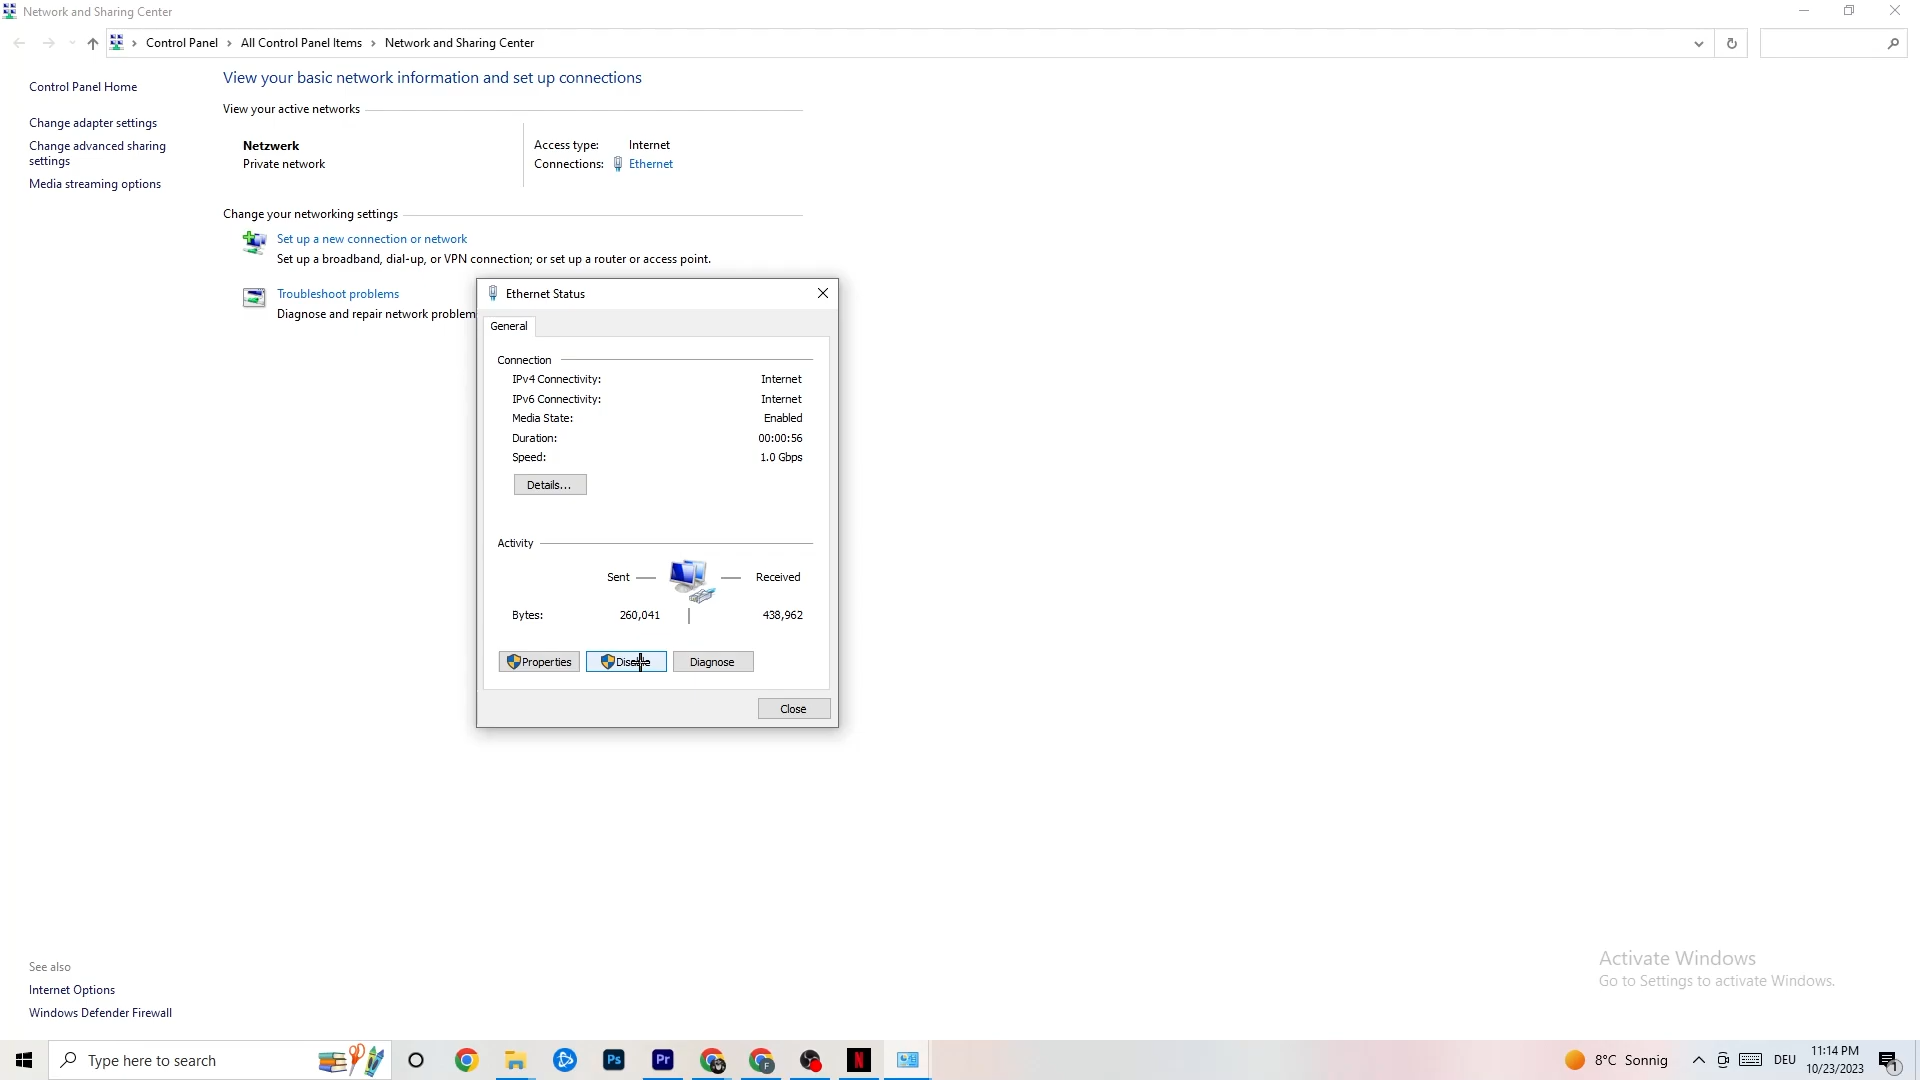 Network and Sharing Center
Control Panel > All Control Panel Items > Network and Sharing Center
Control Panel Home
Change adapter settings
Change advanced sharing
settings
Media streaming options
View your basic network information and set up connections
View your active networks
Netzwerk
Private network
Access type: Internet
Connections: Ethernet
Change your networking settings
Set up a new connection or network
Set up a broadband, dial-up, or VPN connection; or set up a router or access point.
Troubleshoot problems
Diagnose and repair network problem
Ethernet Status
General
Connection
IPv4 Connectivity: Internet
IPv6 Connectivity: Internet
Media State: Enabled
Duration: 00:00:56
Speed: 1.0 Gbps
Details...
Activity
Sent — — Received
Bytes: 260,041 | 438,962
Properties Disable Diagnose
Close
See also
Internet Options
Windows Defender Firewall
Activate Windows
Go to Settings to activate Windows.
Type here to search
Ps
Pr
F
N
8°C Sonnig
DEU
11:14 PM
10/23/2023
1